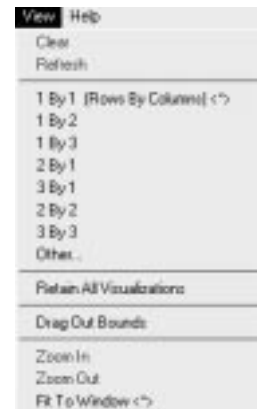 View Help
Clear
Refresh
1 By 1 (Rows By Columns) <*>
1 By 2
1 By 3
2 By 1
3 By 1
2 By 2
3 By 3
Other...
Retain All Visualizations
Drag Out Bounds
Zoom In
Zoom Out
Fit To Window <*>